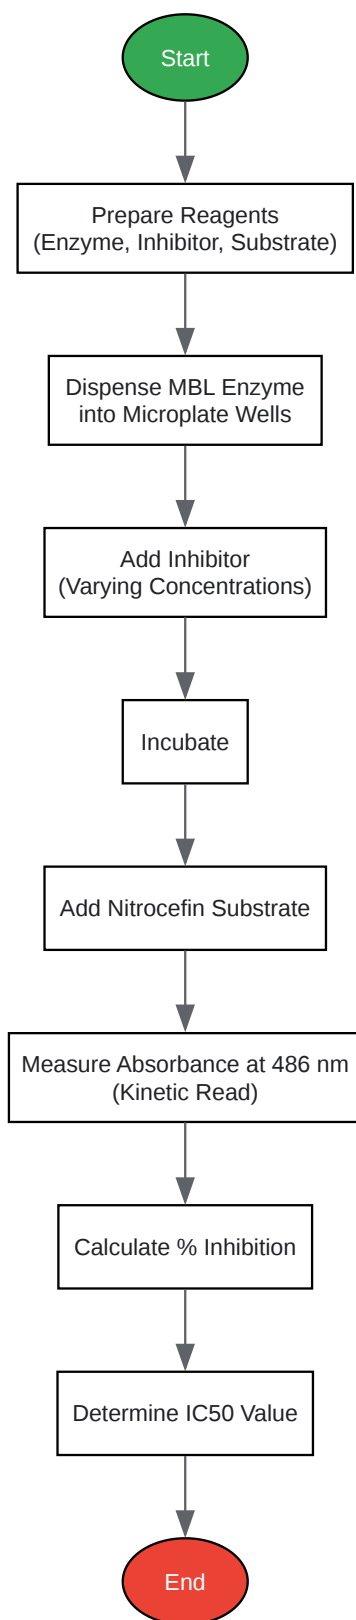 Start
Prepare Reagents
(Enzyme, Inhibitor, Substrate)
Dispense MBL Enzyme
into Microplate Wells
Add Inhibitor
(Varying Concentrations)
Incubate
Add Nitrocefin Substrate
Measure Absorbance at 486 nm
(Kinetic Read)
Calculate % Inhibition
Determine IC50 Value
End